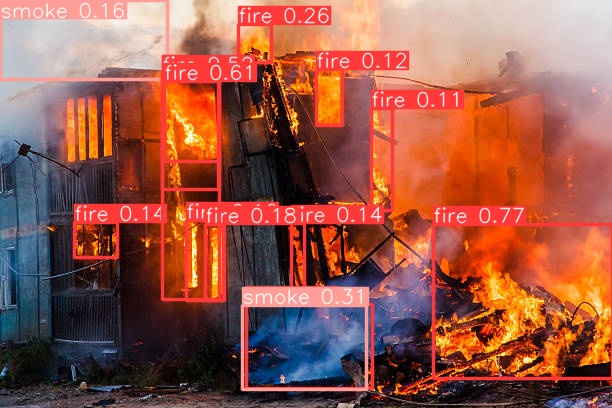 smoke 0.16
fire 0.26
fire 0.12
fire 0.61
fire 0.11
fire 0.14
fire 0.18
fire 0.14
fire 0.77
smoke 0.31